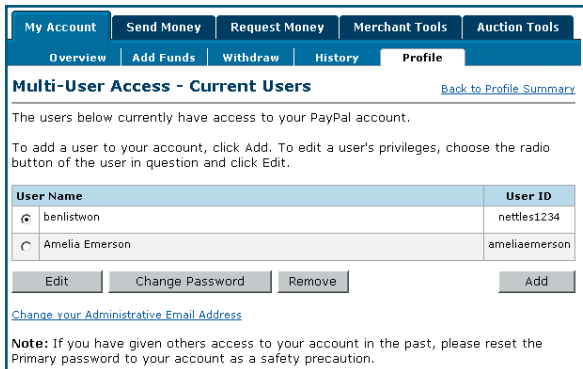 My Account Send Money Request Money Merchant Tools Auction Tools
Overview Add Funds Withdraw History Profile
Multi-User Access - Current Users Back to Profile Summary
The users below currently have access to your PayPal account.
To add a user to your account, click Add. To edit a user's privileges, choose the radio
button of the user in question and click Edit.
User Name User ID
benlistwon nettles1234
Amelia Emerson ameliaemerson
Edit Change Password Remove Add
Change your Administrative Email Address
Note: If you have given others access to your account in the past, please reset the
Primary password to your account as a safety precaution.